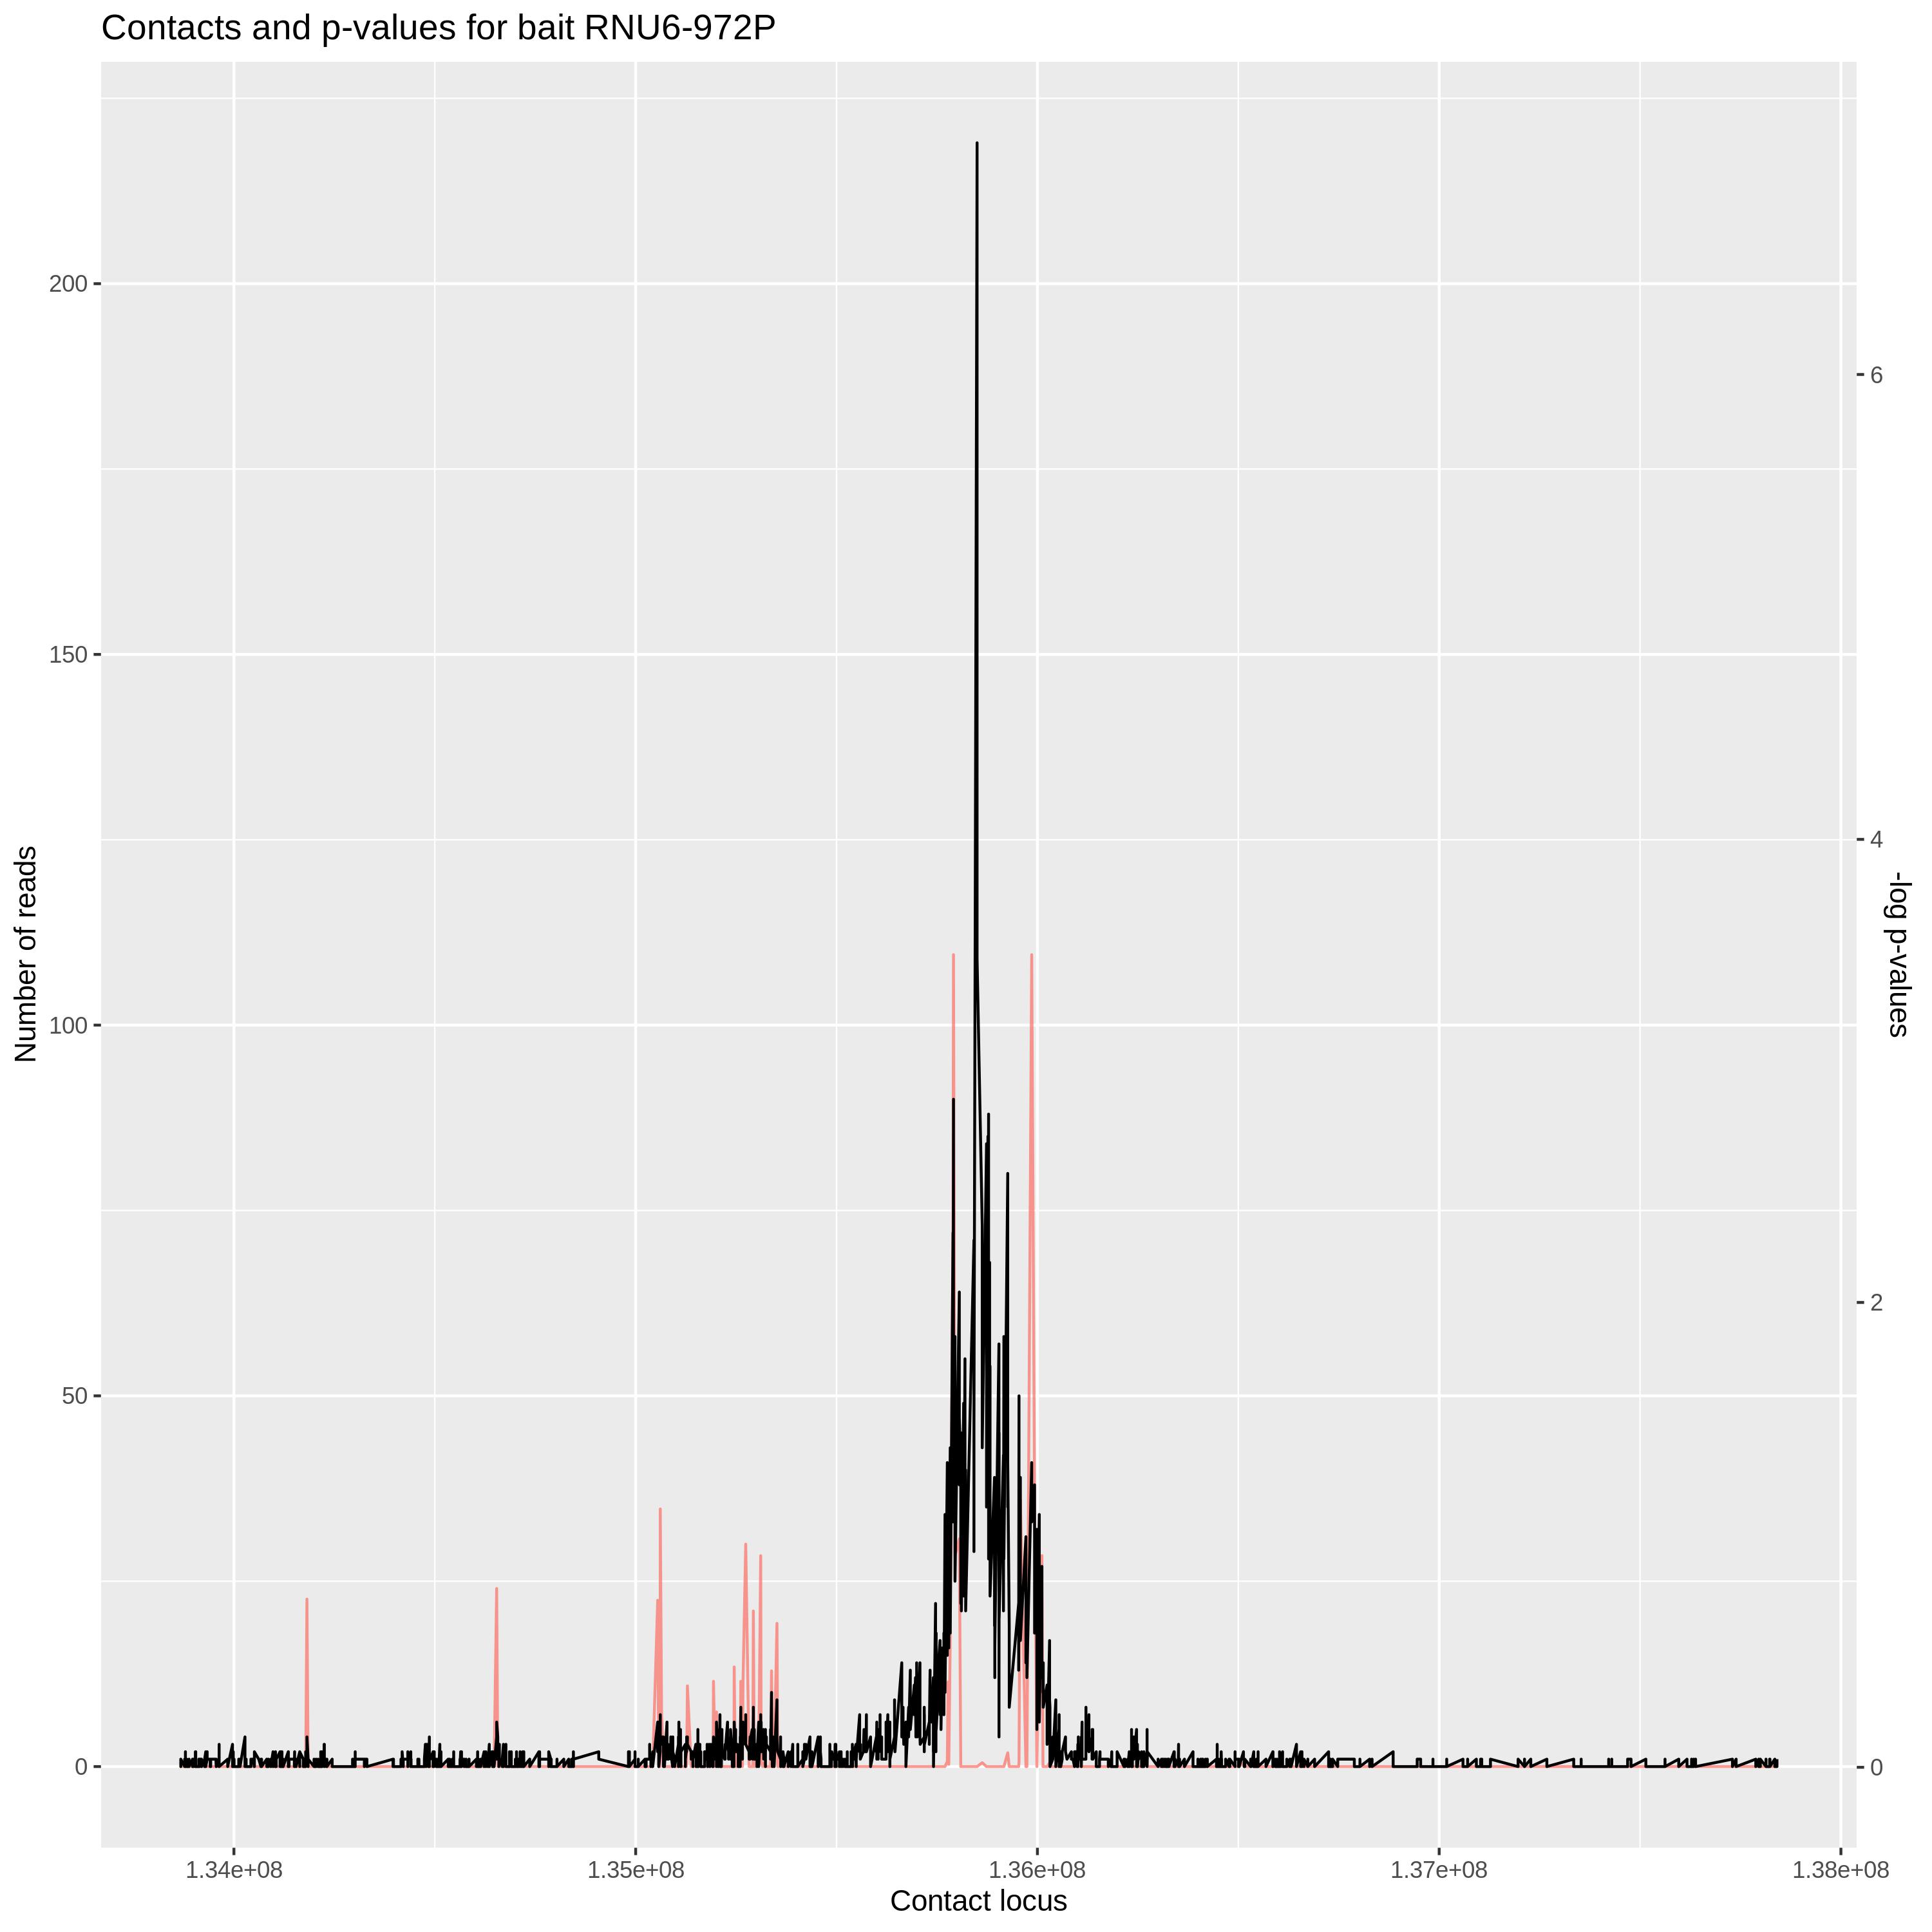 Contacts and p-values for bait RNU6-972P
200
150
100
50
0
Number of reads
6
4
2
0
-log p-values
1.34e+08
1.35e+08
1.36e+08
1.37e+08
1.38e+08
Contact locus